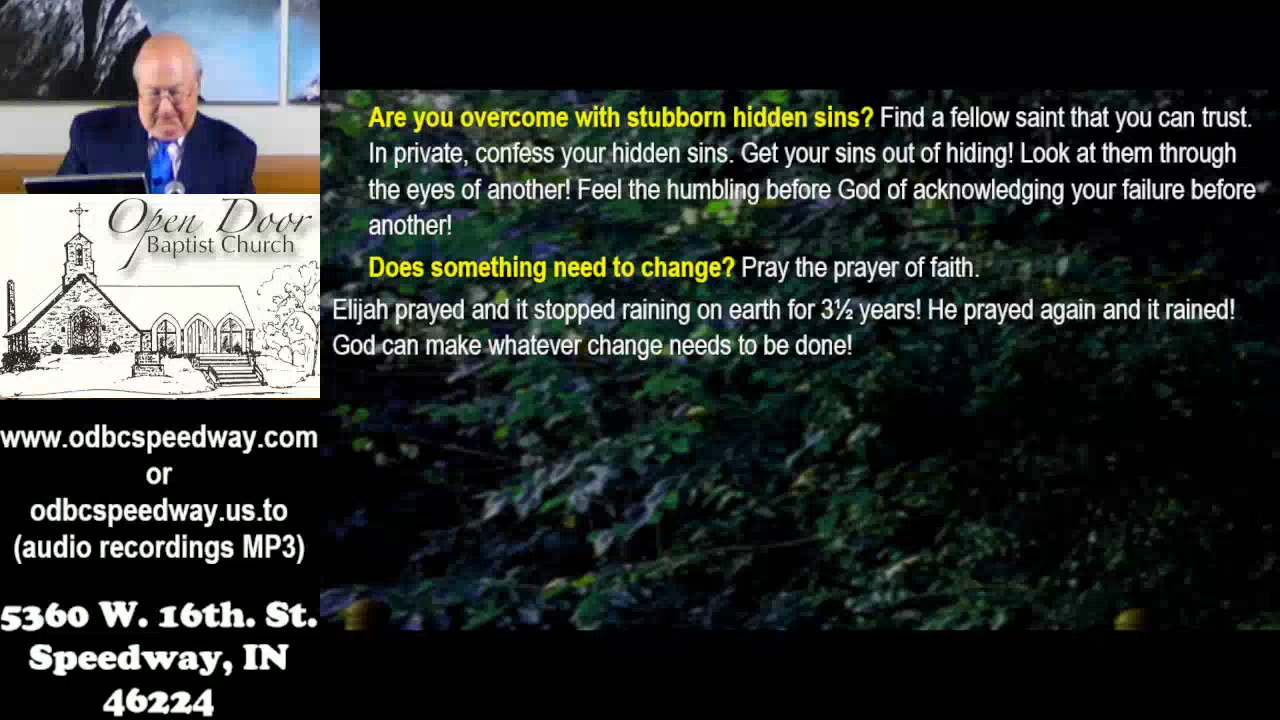 Open Door
Baptist Church
www.odbcspeedway.com
or
odbcspeedway.us.to
(audio recordings MP3)
5360 W. 16th. St.
Speedway, IN
46224
Are you overcome with stubborn hidden sins? Find a fellow saint that you can trust.
In private, confess your hidden sins. Get your sins out of hiding! Look at them through
the eyes of another! Feel the humbling before God of acknowledging your failure before
another!
Does something need to change? Pray the prayer of faith.
Elijah prayed and it stopped raining on earth for 3½ years! He prayed again and it rained!
God can make whatever change needs to be done!